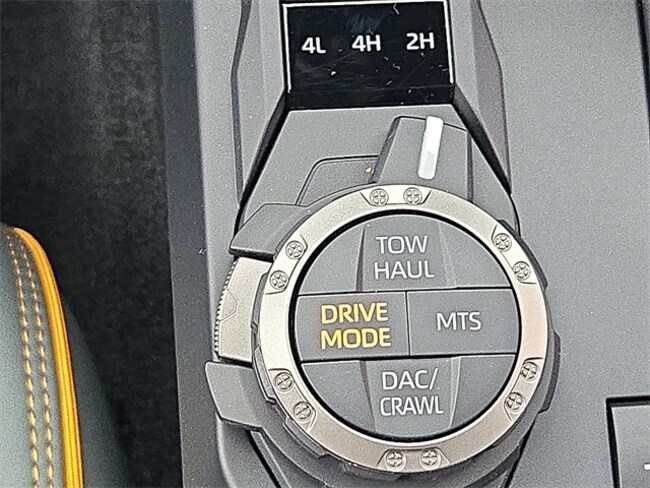 4L 4H 2H
TOW
HAUL
DRIVE
MODE
MTS
DAC/
CRAWL